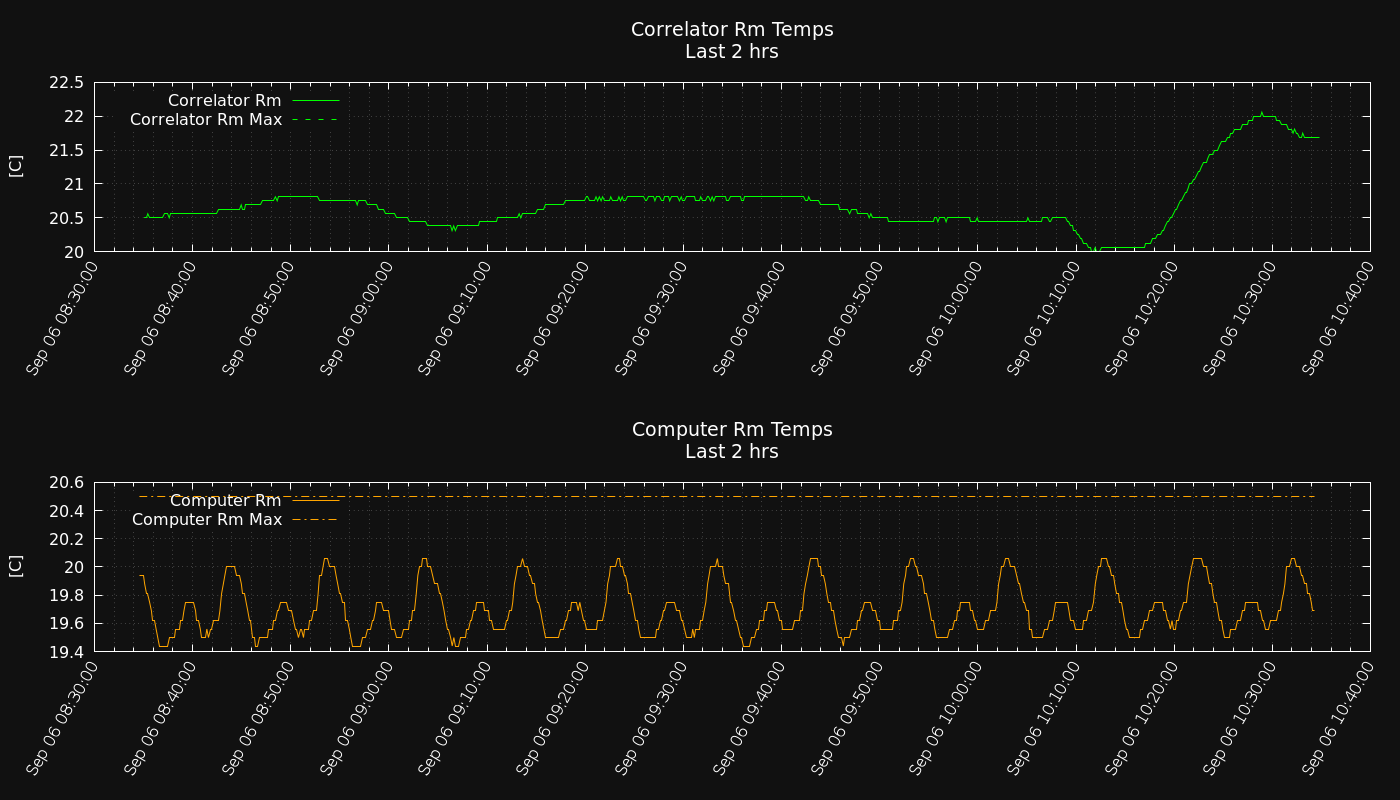 Correlator Rm Temps
Last 2 hrs
22.5
22
21.5
21
20.5
20
[C]
Correlator Rm
Correlator Rm Max
Sep 06 08:30:00
Sep 06 08:40:00
Sep 06 08:50:00
Sep 06 09:00:00
Sep 06 09:10:00
Sep 06 09:20:00
Sep 06 09:30:00
Sep 06 09:40:00
Sep 06 09:50:00
Sep 06 10:00:00
Sep 06 10:10:00
Sep 06 10:20:00
Sep 06 10:30:00
Sep 06 10:40:00
Computer Rm Temps
Last 2 hrs
20.6
20.4
20.2
20
19.8
19.6
19.4
[C]
Computer Rm
Computer Rm Max
Sep 06 08:30:00
Sep 06 08:40:00
Sep 06 08:50:00
Sep 06 09:00:00
Sep 06 09:10:00
Sep 06 09:20:00
Sep 06 09:30:00
Sep 06 09:40:00
Sep 06 09:50:00
Sep 06 10:00:00
Sep 06 10:10:00
Sep 06 10:20:00
Sep 06 10:30:00
Sep 06 10:40:00